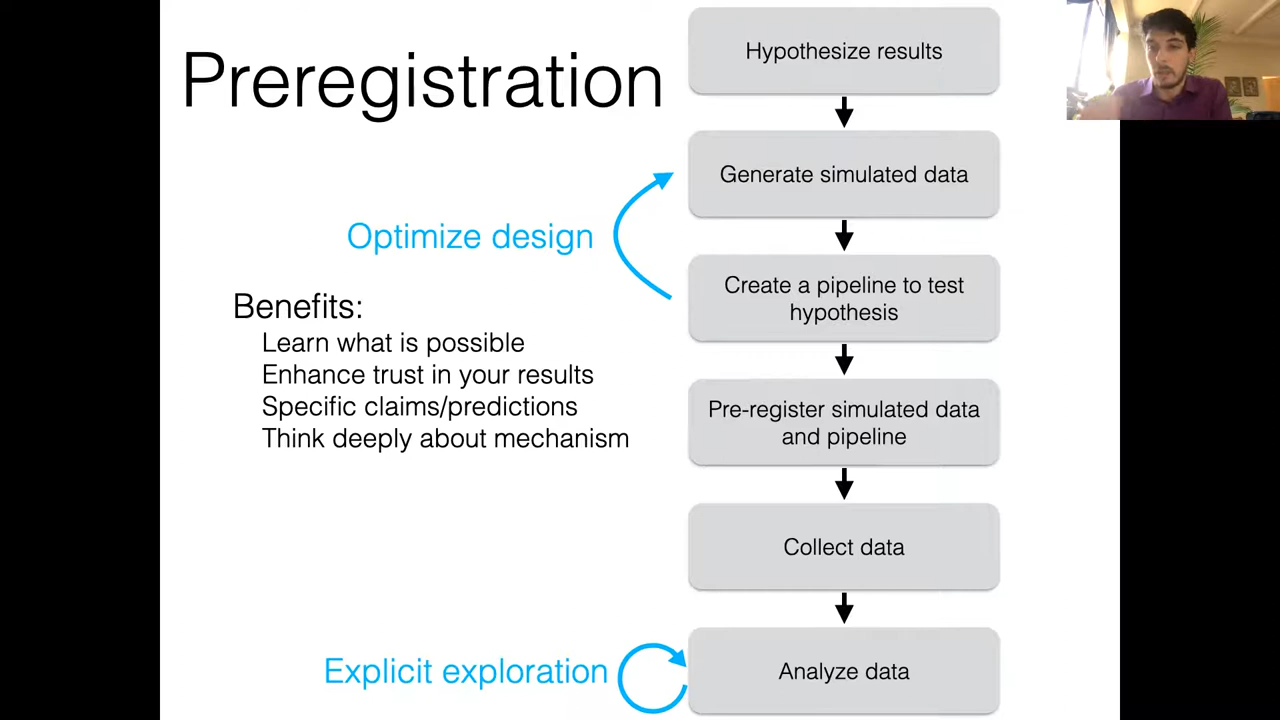 Preregistration
Hypothesize results
Generate simulated data
Optimize design
Create a pipeline to test
hypothesis
Benefits:
Learn what is possible
Enhance trust in your results
Specific claims/predictions
Think deeply about mechanism
Pre-register simulated data
and pipeline
Collect data
Explicit exploration
Analyze data